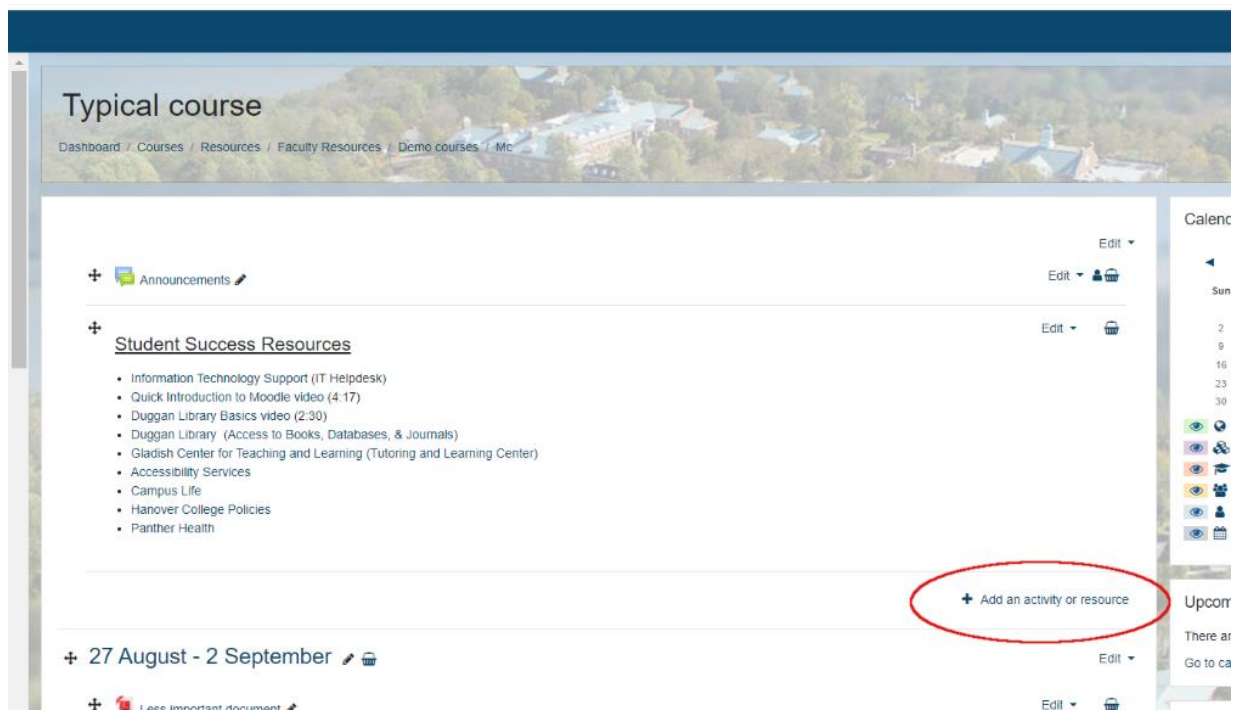 Typical course
Dashboard / Courses / Resources / Faculty Resources / Demo courses / Mc
Edit
Announcements
Edit
Student Success Resources
Edit
• Information Technology Support (IT Helpdesk)
• Quick Introduction to Moodle video (4:17)
• Duggan Library Basics video (2:30)
• Duggan Library (Access to Books, Databases, & Journals)
• Gladish Center for Teaching and Learning (Tutoring and Learning Center)
• Accessibility Services
• Campus Life
• Hanover College Policies
• Panther Health
+ Add an activity or resource
27 August - 2 September
Edit
Less important document
Edit
Calenc
Sun
2
9
16
23
30
Upcom
There ar
Go to ca